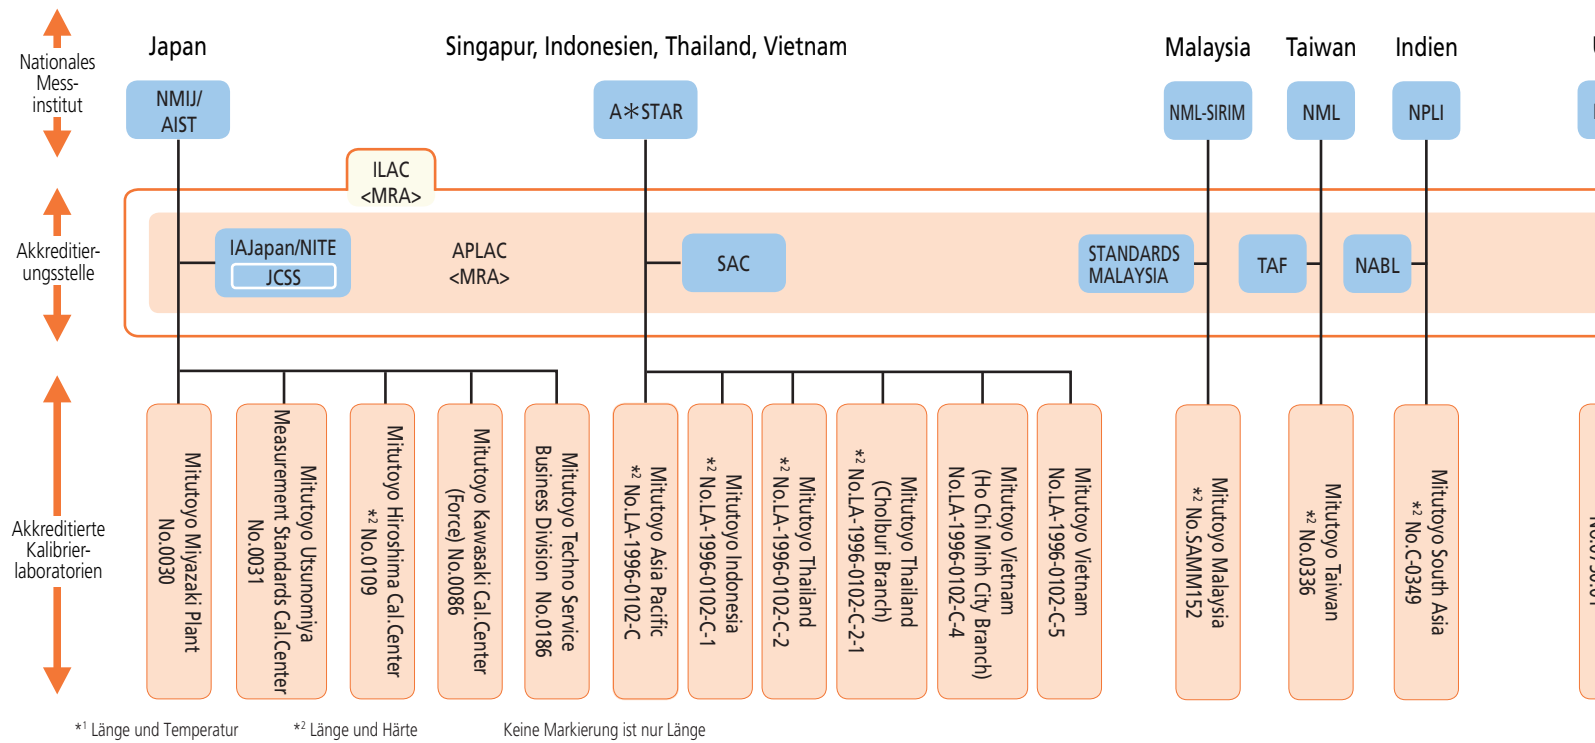 Nationales
Mess-
institut
Japan
Singapur, Indonesien, Thailand, Vietnam
Malaysia
Taiwan
Indien
NMIJ/
AIST
A✳STAR
NML-SIRIM
NML
NPLI
ILAC
<MRA>
Akkreditier-
ungsstelle
IAJapan/NITE
JCSS
APLAC
<MRA>
SAC
STANDARDS
MALAYSIA
TAF
NABL
Akkreditierte
Kalibrier-
laboratorien
Mitutoyo Miyazaki Plant
No.0030
Mitutoyo Utsunomiya
Measurement Standards Cal.Center
No.0031
Mitutoyo Hiroshima Cal.Center
*2 No.0109
Mitutoyo Kawasaki Cal.Center
(Force) No.0086
Mitutoyo Techno Service
Business Division No.0186
Mitutoyo Asia Pacific
*2 No.LA-1996-0102-C
Mitutoyo Indonesia
*2 No.LA-1996-0102-C-1
Mitutoyo Thailand
*2 No.LA-1996-0102-C-2
Mitutoyo Thailand
(Cholburi Branch)
*2 No.LA-1996-0102-C-2-1
Mitutoyo Vietnam
(Ho Chi Minh City Branch)
No.LA-1996-0102-C-4
Mitutoyo Vietnam
No.LA-1996-0102-C-5
Mitutoyo Malaysia
*2 No.SAMM152
Mitutoyo Taiwan
*2 No.0336
Mitutoyo South Asia
*2 No.C-0349
*1 Länge und Temperatur
*2 Länge und Härte
Keine Markierung ist nur Länge